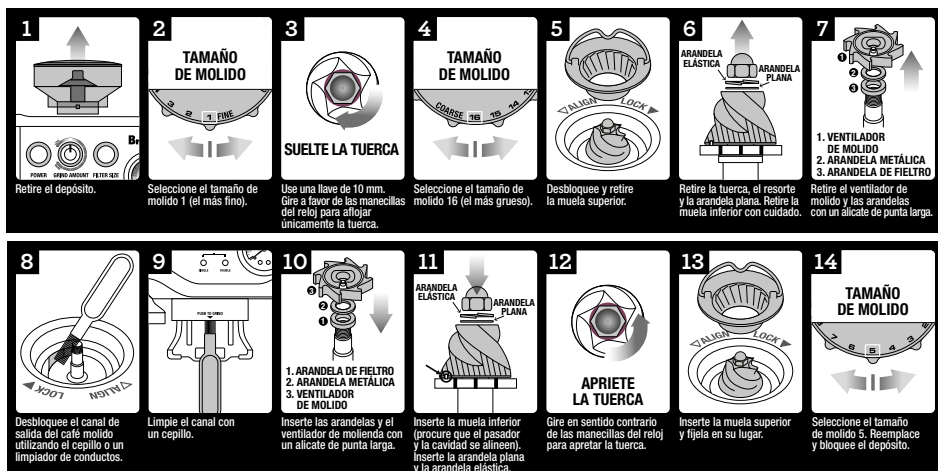 1
POWER GRIND AMOUNT FILTER SIZE
Retire el depósito.
2
TAMAÑO
DE MOLIDO
3 2 1 FINE
Seleccione el tamaño de
molido 1 (el más fino).
3
SUELTE LA TUERCA
Use una llave de 10 mm.
Gire a favor de las manecillas
del reloj para aflojar
únicamente la tuerca.
4
TAMAÑO
DE MOLIDO
COARSE 16 15 14
Seleccione el tamaño de
molido 16 (el más grueso).
5
ALIGN LOCK
Desbloquee y retire
la muela superior.
6
ARANDELA
ELÁSTICA
ARANDELA
PLANA
Retire la tuerca, el resorte
y la arandela plana. Retire la
muela inferior con cuidado.
7
1
2
3
1. VENTILADOR
DE MOLIDO
2. ARANDELA METÁLICA
3. ARANDELA DE FIELTRO
Retire el ventilador de
molido y las arandelas
con un alicate de punta larga.
8
LOCK ALIGN
Desbloquee el canal de
salida del café molido
utilizando el cepillo o un
limpiador de conductos.
9
PUSH TO GRIND
Limpie el canal con
un cepillo.
10
3
2
1
1. ARANDELA DE FIELTRO
2. ARANDELA METÁLICA
3. VENTILADOR
DE MOLIDO
Inserte las arandelas y el
ventilador de molienda con
un alicate de punta larga.
11
ARANDELA
ELÁSTICA
ARANDELA
PLANA
Inserte la muela inferior
(procure que el pasador
y la cavidad se alineen).
Inserte la arandela plana
y la arandela elástica.
12
APRIETE
LA TUERCA
Gire en sentido contrario
de las manecillas del reloj
para apretar la tuerca.
13
ALIGN LOCK
Inserte la muela superior
y fíjela en su lugar.
14
TAMAÑO
DE MOLIDO
7 6 5 4 3
Seleccione el tamaño
de molido 5. Reemplace
y bloquee el depósito.